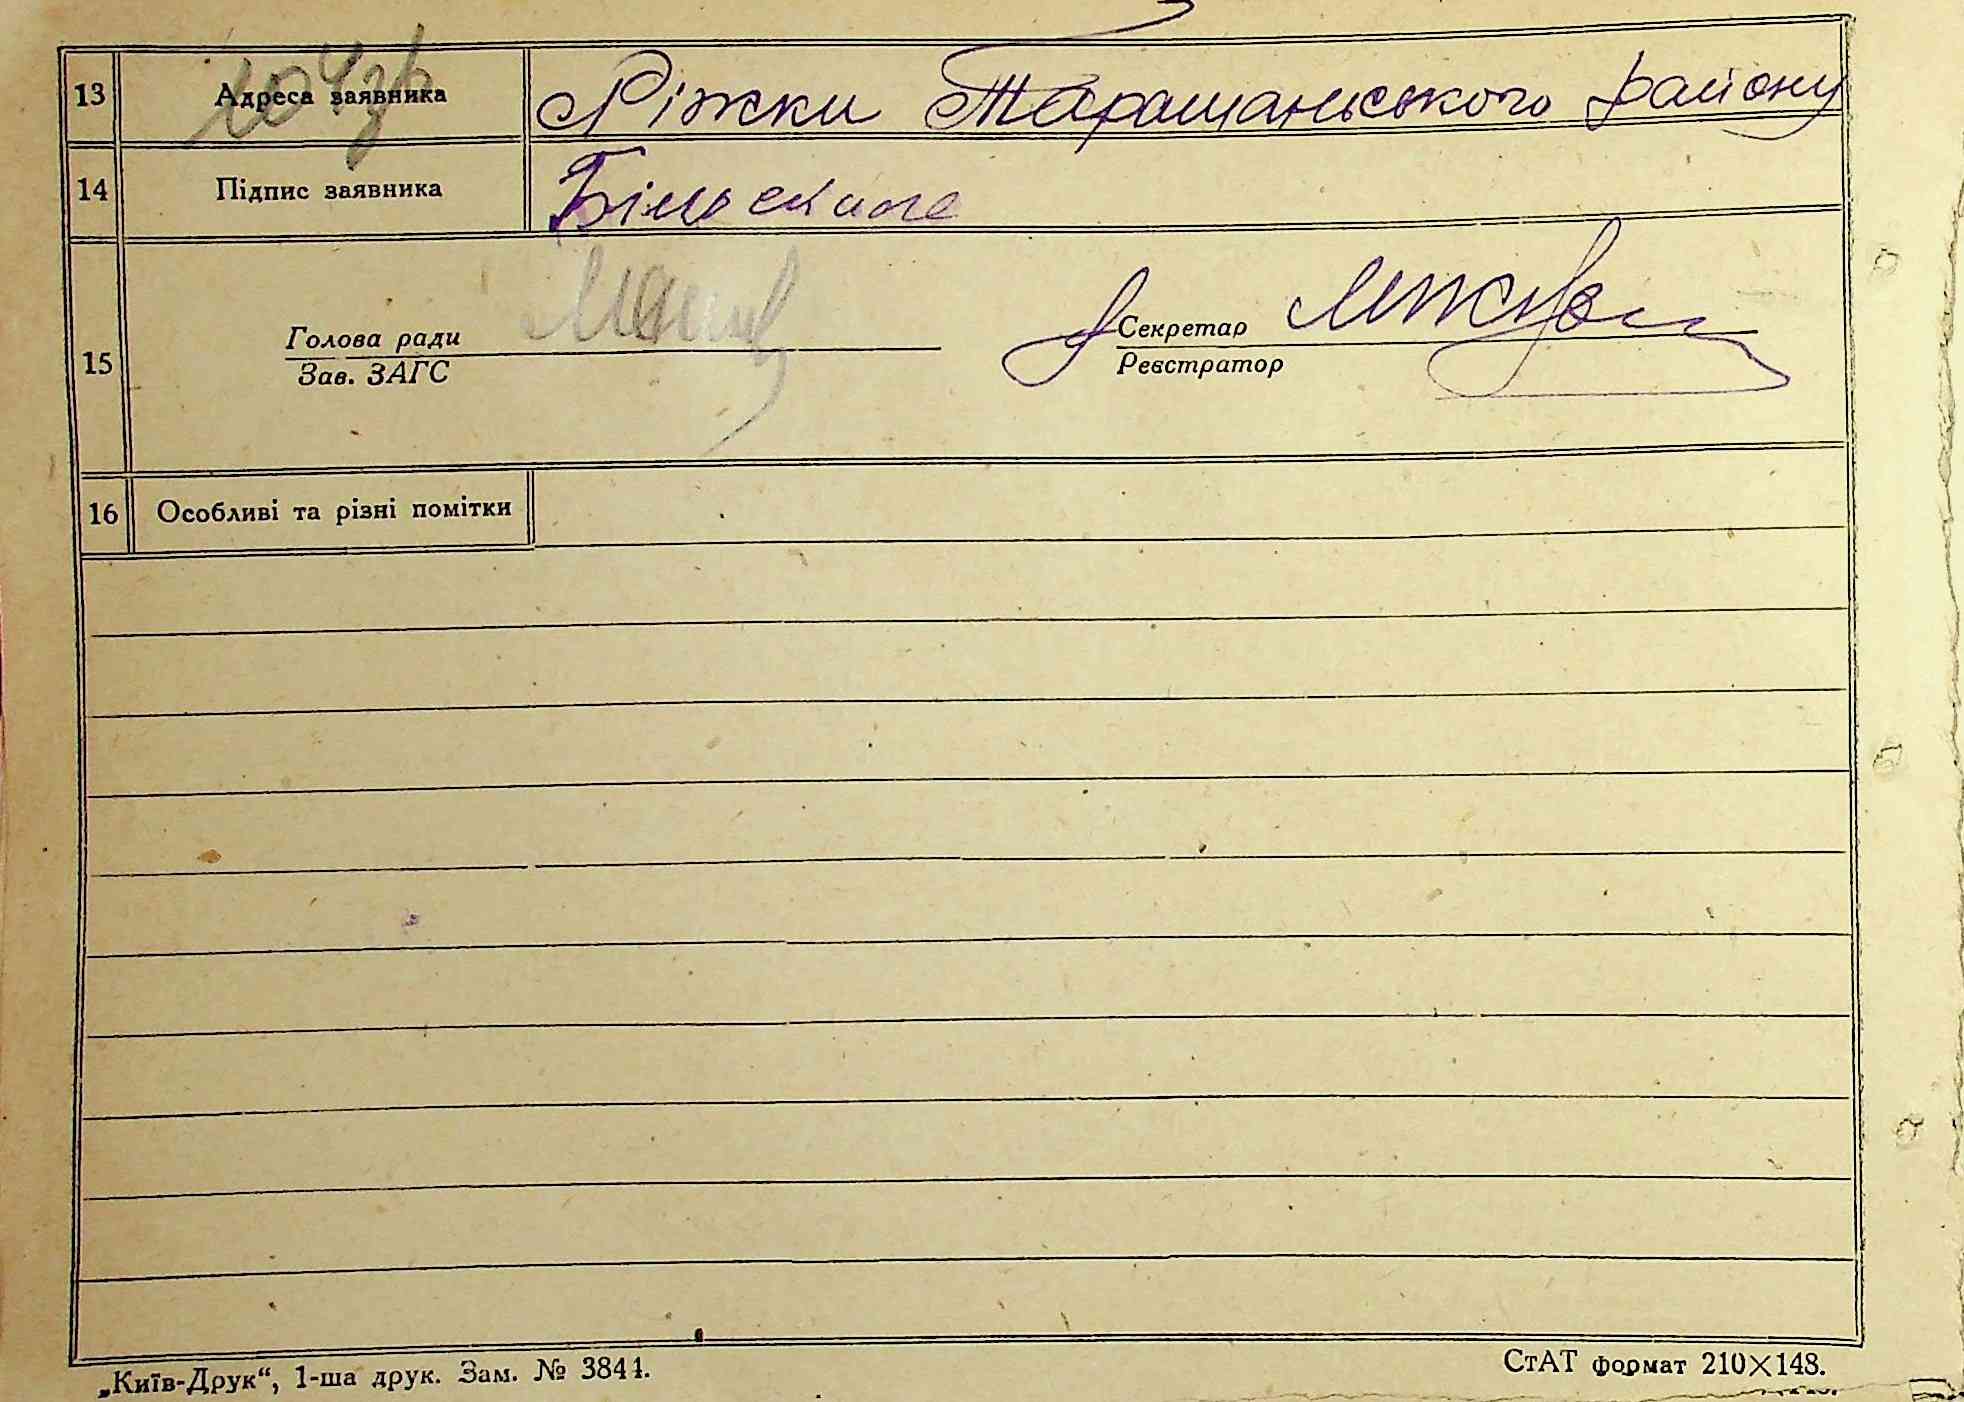 13 Адреса заявника Ріжки Таращанського району
14 Підпис заявника
15 Голова ради Секретар
Зав. ЗАГС Реєстратор
16 Особливі та різні помітки
„Київ-Друк“, 1-ша друк. Зам. № 3844. СтАТ формат 210×148.